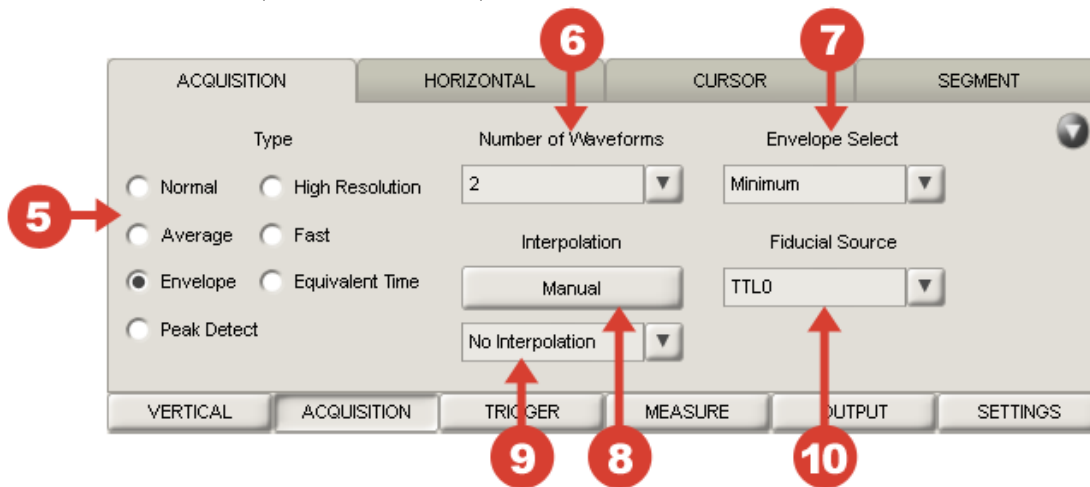 6
7
ACQUISITION
HORIZONTAL
CURSOR
SEGMENT
Type
Number of Waveforms
Envelope Select
Normal
High Resolution
2
Minimum
5
Average
Fast
Interpolation
Fiducial Source
Envelope
Equivalent Time
Manual
TTL0
Peak Detect
No Interpolation
VERTICAL
ACQUISITION
TRIGGER
MEASURE
OUTPUT
SETTINGS
9
8
10